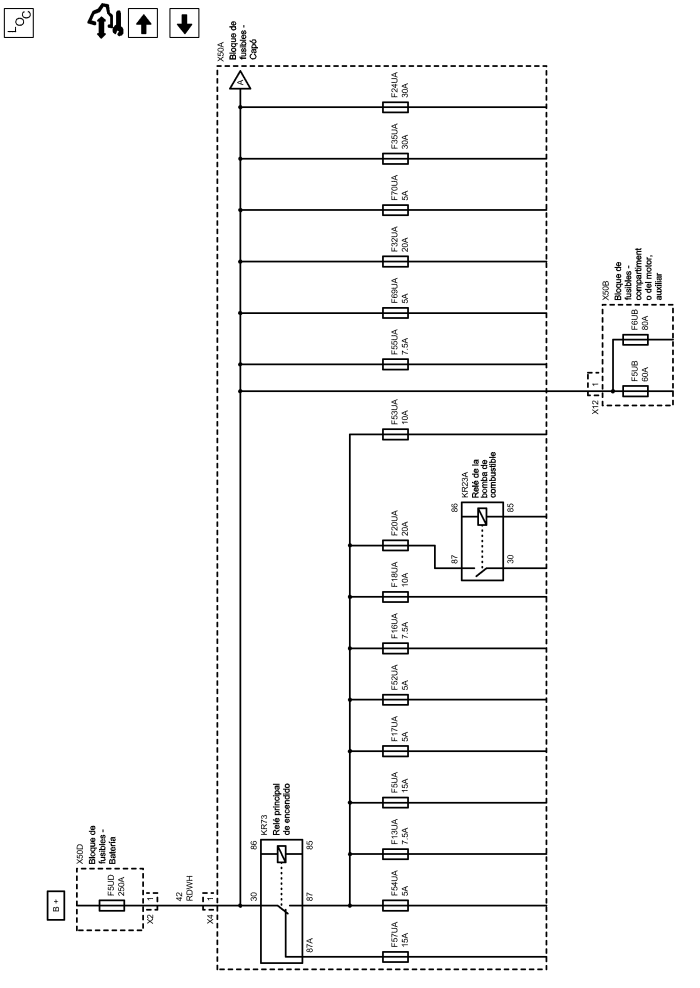 LOC
X50A
Bloque de
fusibles -
Capó
A
F24UA
30A
F35UA
30A
F70UA
5A
F32UA
20A
F69UA
5A
F55UA
7.5A
X50B
Bloque de
fusibles -
compartiment
o del motor,
auxiliar
F6UB
80A
F5UB
60A
X12
1
F53UA
10A
KR23A
Relé de la
bomba de
combustible
86
85
87
30
F20UA
20A
F18UA
10A
F16UA
7.5A
F52UA
5A
F17UA
5A
F5UA
15A
F13UA
7.5A
F54UA
5A
F57UA
15A
KR73
Relé principal
de encendido
86
85
30
87
87A
X50D
Bloque de
fusibles -
Batería
B +
F5UD
250A
X2
1
42
RDWH
X4
1